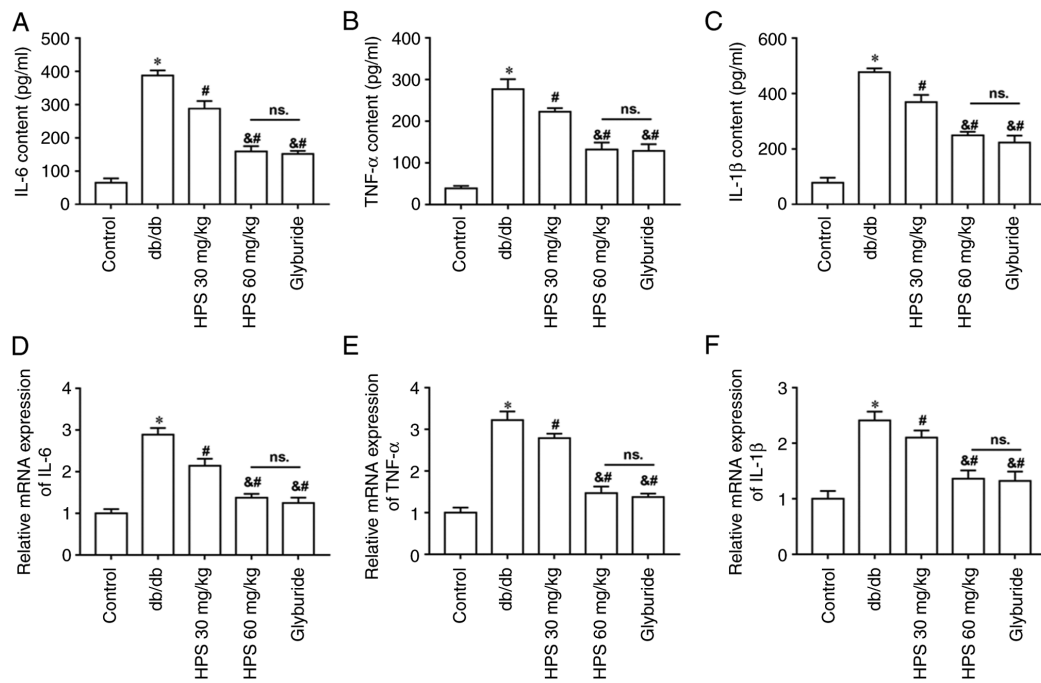 A
IL-6 content (pg/ml)
500
400
300
200
100
0
*
#
ns.
&#
&#
Control
db/db
HPS 30 mg/kg
HPS 60 mg/kg
Glyburide
B
TNF-α content (pg/ml)
400
300
200
100
0
*
#
ns.
&#
&#
Control
db/db
HPS 30 mg/kg
HPS 60 mg/kg
Glyburide
C
IL-1β content (pg/ml)
600
400
200
0
*
#
ns.
&#
&#
Control
db/db
HPS 30 mg/kg
HPS 60 mg/kg
Glyburide
D
Relative mRNA expression
of IL-6
4
3
2
1
0
*
#
ns.
&#
&#
Control
db/db
HPS 30 mg/kg
HPS 60 mg/kg
Glyburide
E
Relative mRNA expression
of TNF-α
4
3
2
1
0
*
#
ns.
&#
&#
Control
db/db
HPS 30 mg/kg
HPS 60 mg/kg
Glyburide
F
Relative mRNA expression
of IL-1β
3
2
1
0
*
#
ns.
&#
&#
Control
db/db
HPS 30 mg/kg
HPS 60 mg/kg
Glyburide